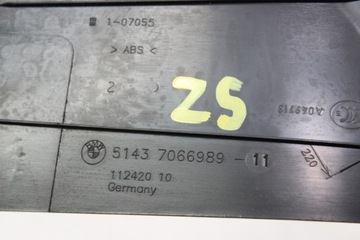 1-07055
> ABS <
2
ZS
5143 7066989 - 11
220
112420 10
Germany